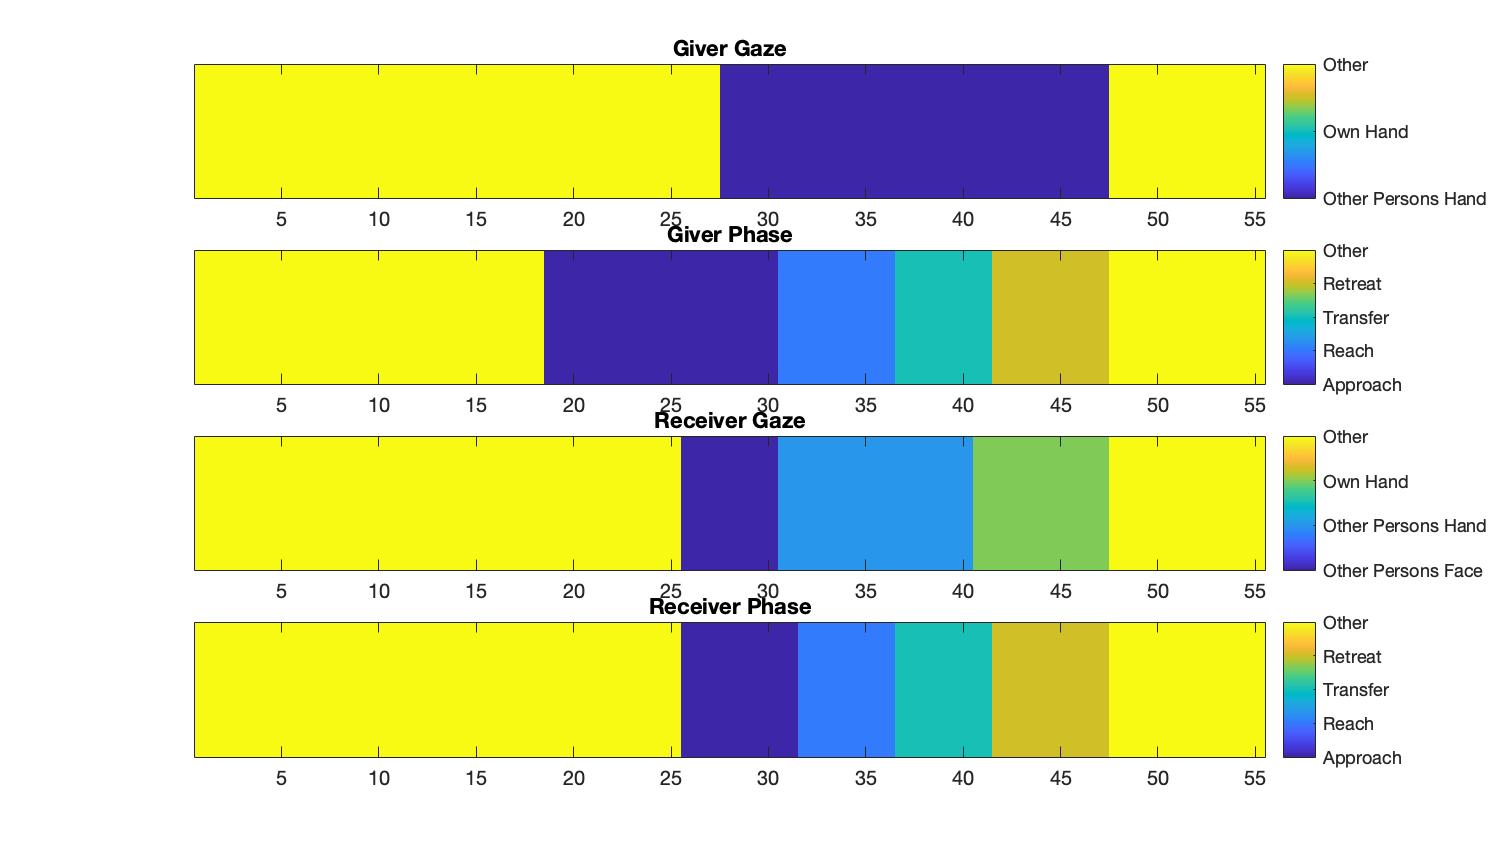 Giver Gaze
Other
Own Hand
Other Persons Hand
5 10 15 20 25 30 35 40 45 50 55
Giver Phase
Other
Retreat
Transfer
Reach
Approach
5 10 15 20 25 30 35 40 45 50 55
Receiver Gaze
Other
Own Hand
Other Persons Hand
Other Persons Face
5 10 15 20 25 30 35 40 45 50 55
Receiver Phase
Other
Retreat
Transfer
Reach
Approach
5 10 15 20 25 30 35 40 45 50 55